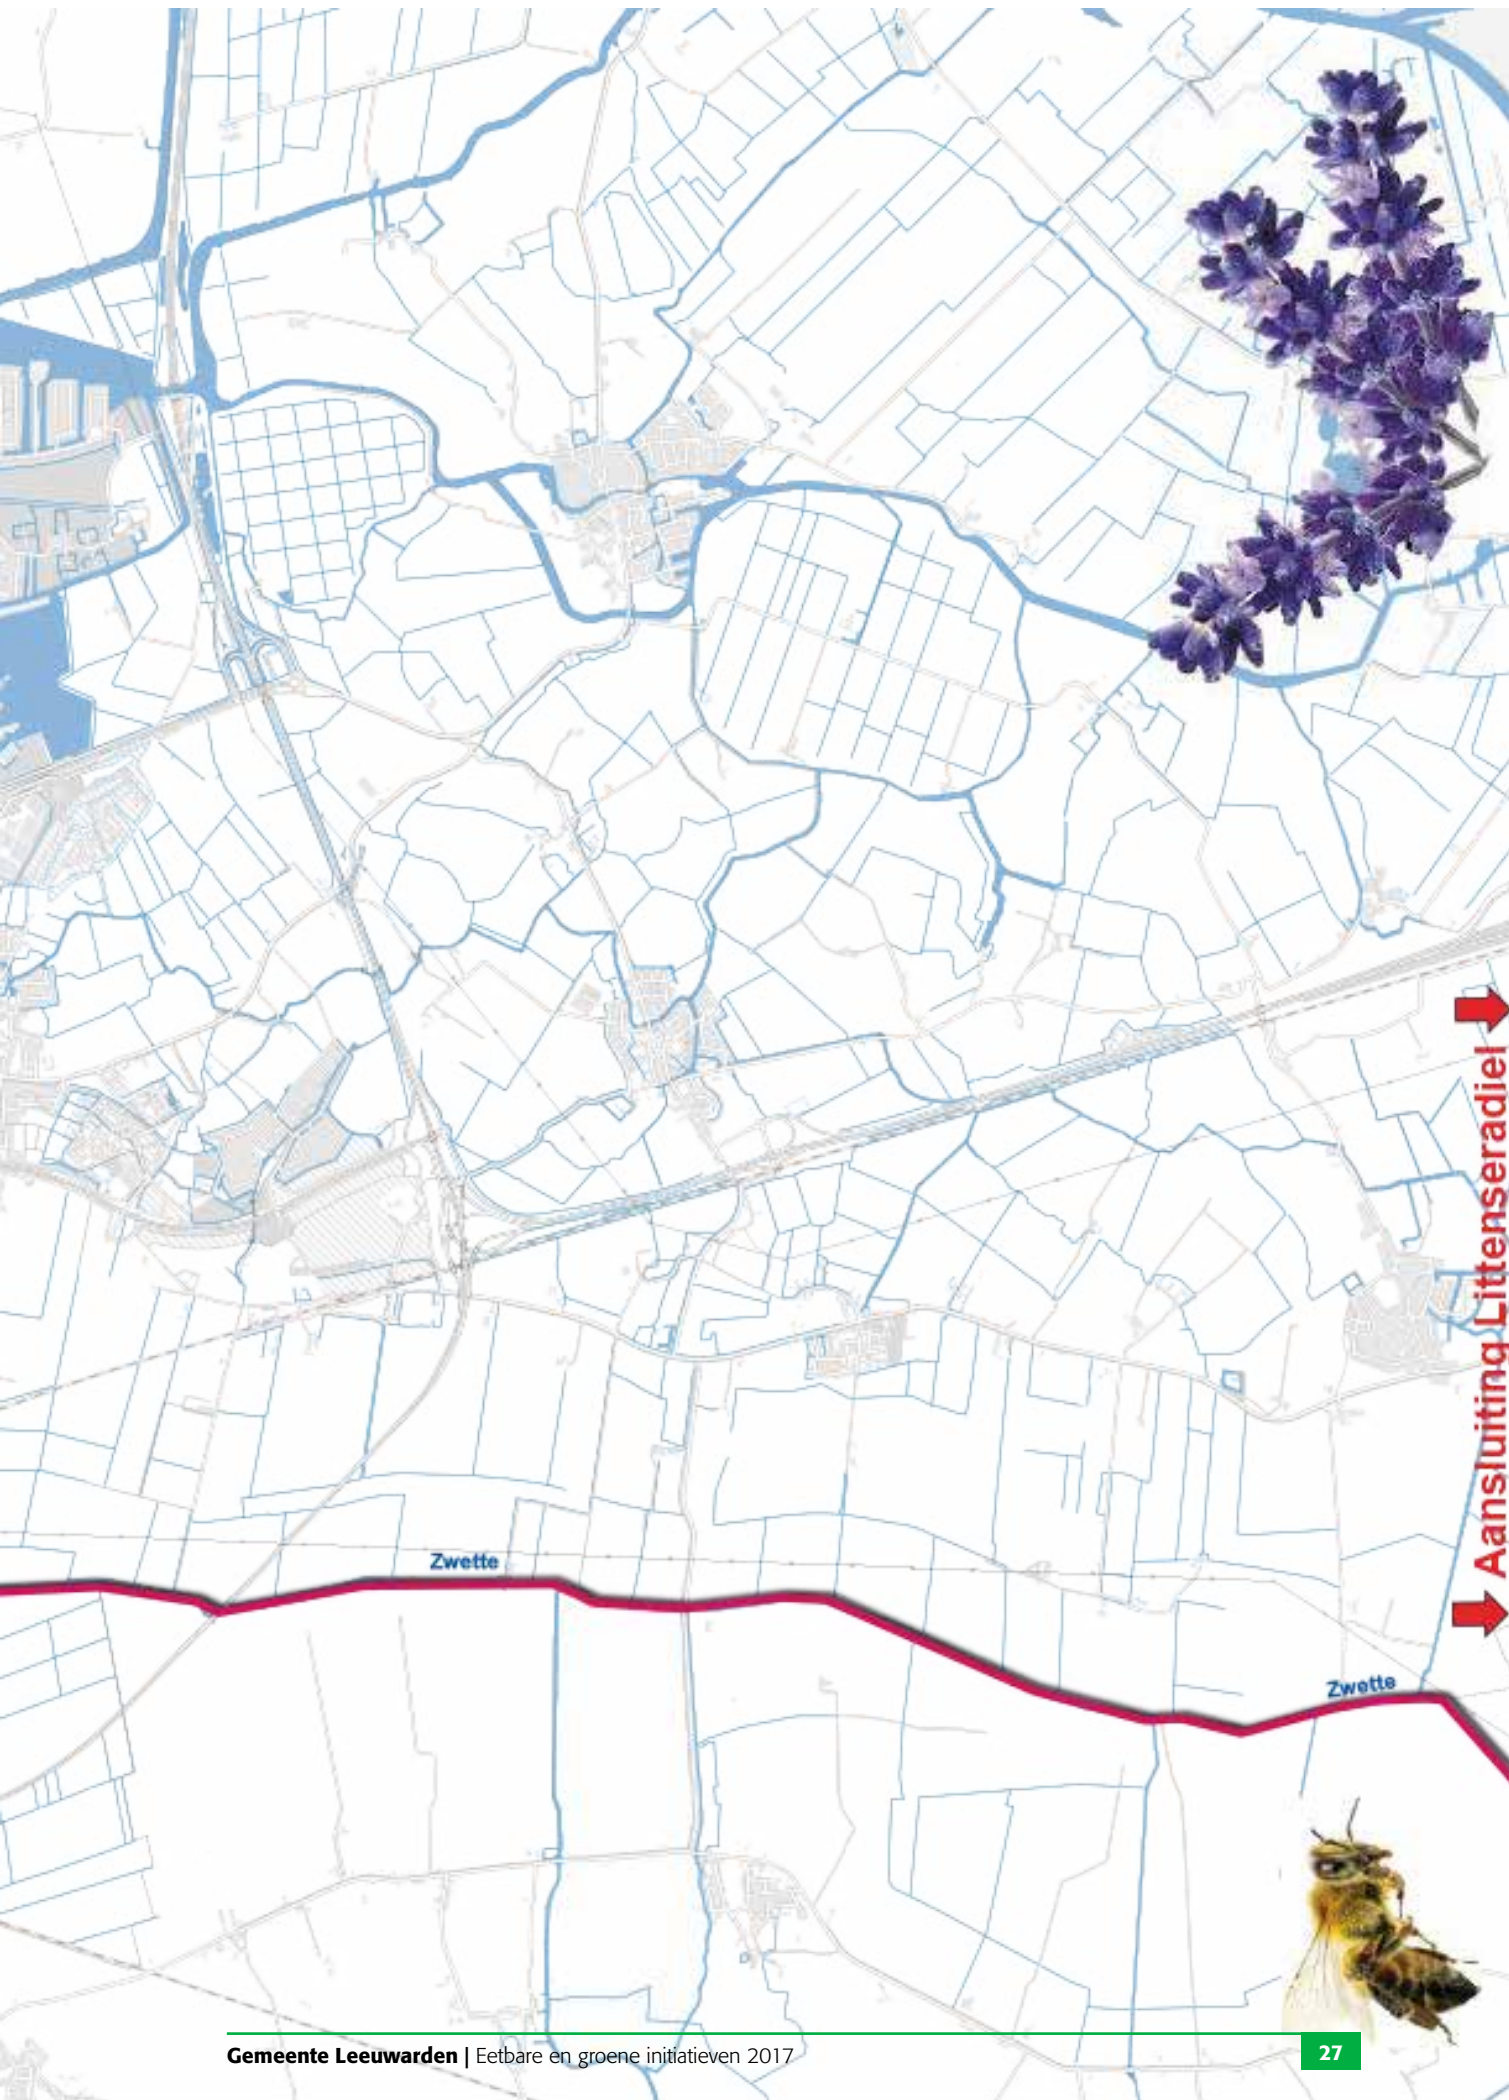 Aansluiting Littenseradiel
Zwette
Zwette
Gemeente Leeuwarden | Eetbare en groene initiatieven 2017
27